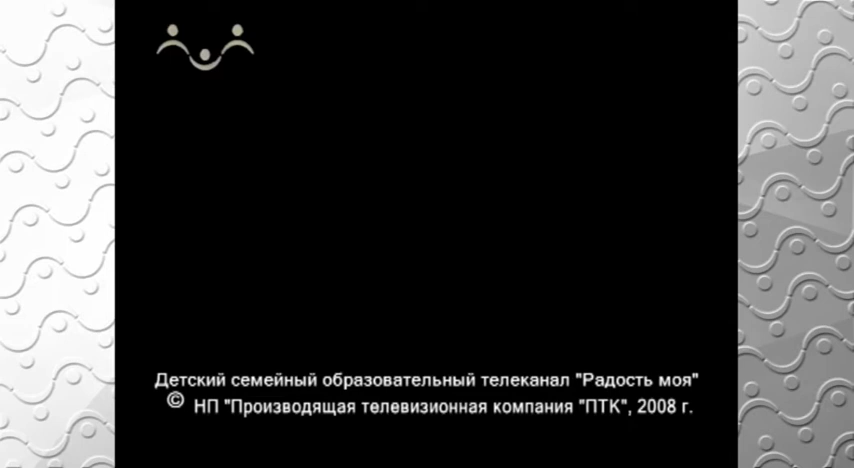 Детский семейный образовательный телеканал "Радость моя"
© НП "Производящая телевизионная компания "ПТК", 2008 г.